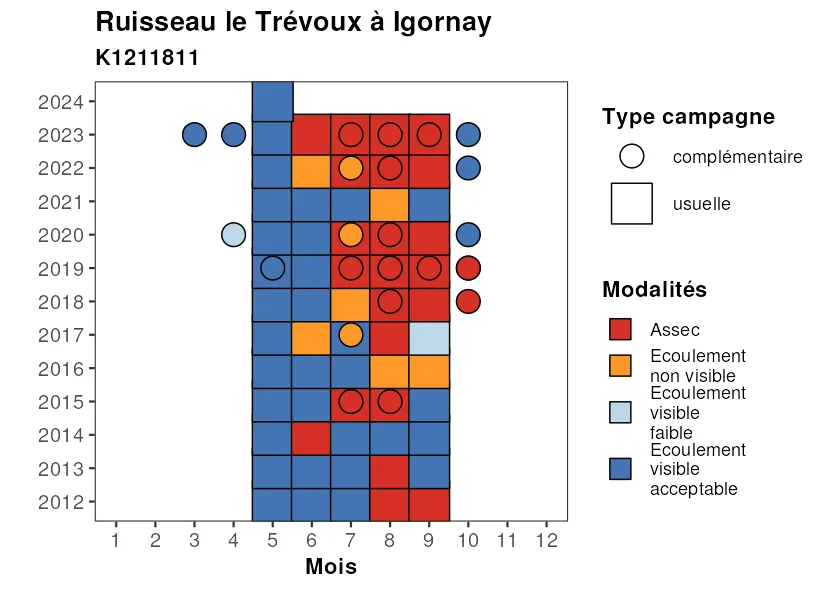 Ruisseau le Trévoux à Igornay
K1211811
2024
2023
2022
2021
2020
2019
2018
2017
2016
2015
2014
2013
2012
1 2 3 4 5 6 7 8 9 10 11 12
Mois
Type campagne
complémentaire
usuelle
Modalités
Assec
Ecoulement
non visible
Ecoulement
visible
faible
Ecoulement
visible
acceptable